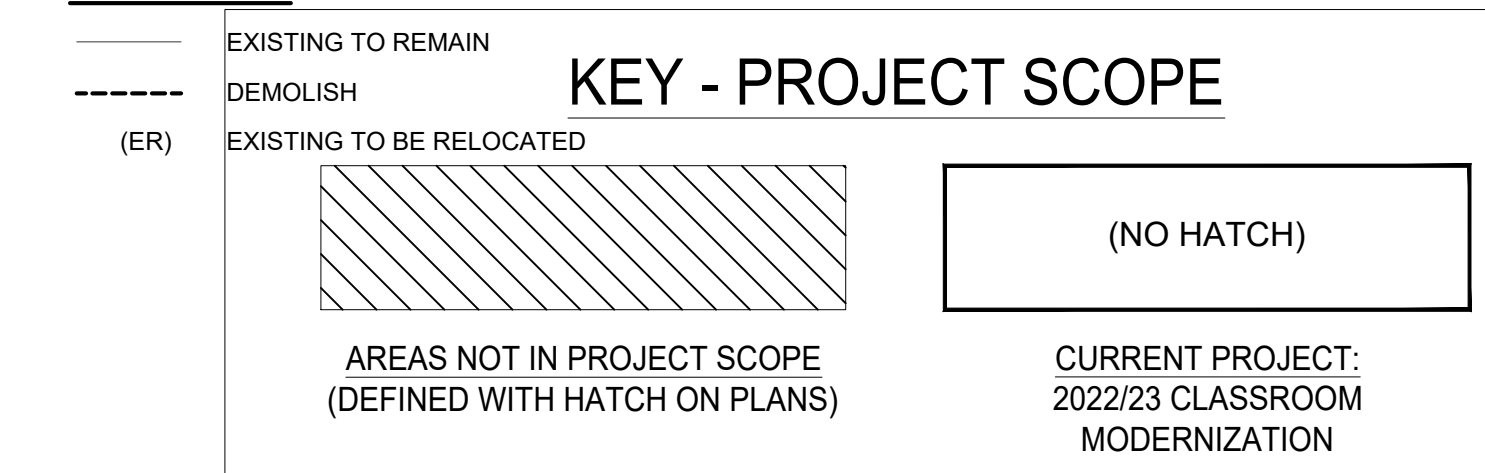 EXISTING TO REMAIN
KEY - PROJECT SCOPE
DEMOLISH
(ER) EXISTING TO BE RELOCATED
(NO HATCH)
AREAS NOT IN PROJECT SCOPE
(DEFINED WITH HATCH ON PLANS)
CURRENT PROJECT:
2022/23 CLASSROOM
MODERNIZATION